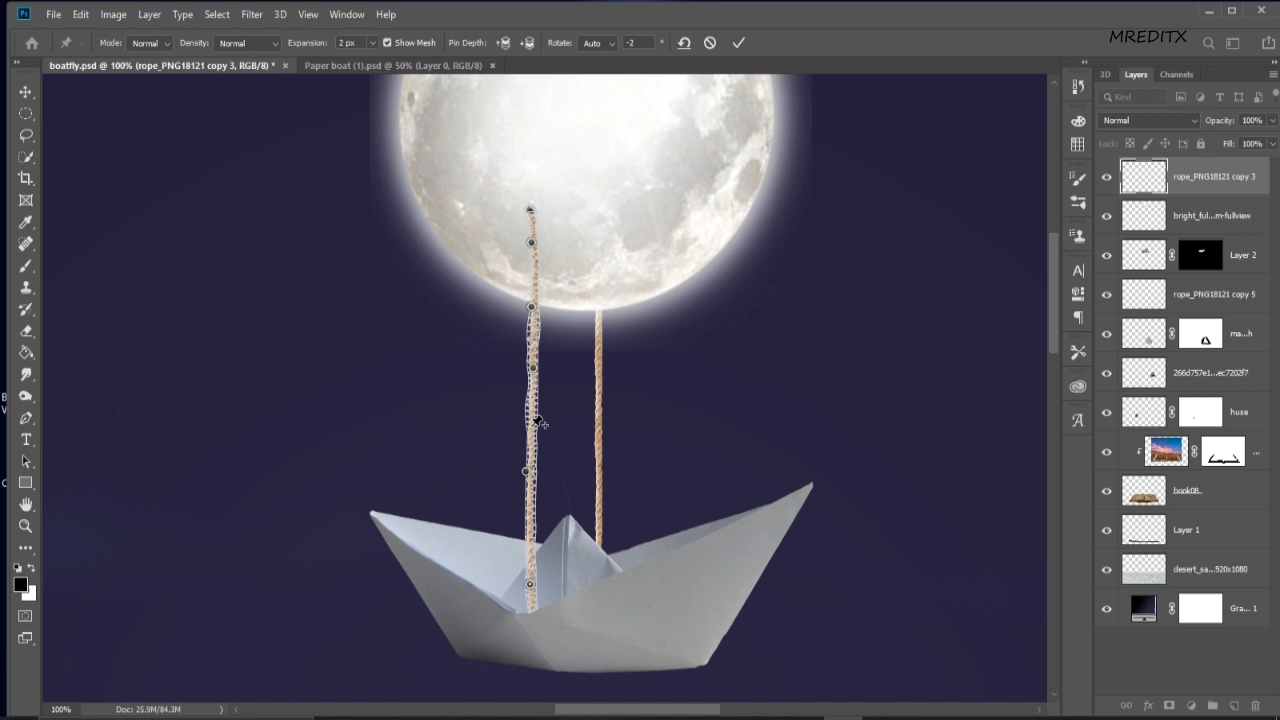 Ps File Edit Image Layer Type Select Filter 3D View Window Help
MREDITX
Mode: Normal Density: Normal Expansion: 2 px Show Mesh Pin Depth: Rotate: Auto -2 °
boatfly.psd @ 100% (rope_PNG18121 copy 3, RGB/8) * × Paper boat (1).psd @ 50% (Layer 0, RGB/8) ×
3D Layers Channels
Kind
Normal Opacity: 100%
Lock: Fill: 100%
rope_PNG18121 copy 3
bright_ful...m-fullview
Layer 2
rope_PNG18121 copy 5
ma...h
266d757e1...ec7202f7
huse
...
book08..
Layer 1
desert_sa...920x1080
Gra... 1
100% Doc: 25.9M/84.3M